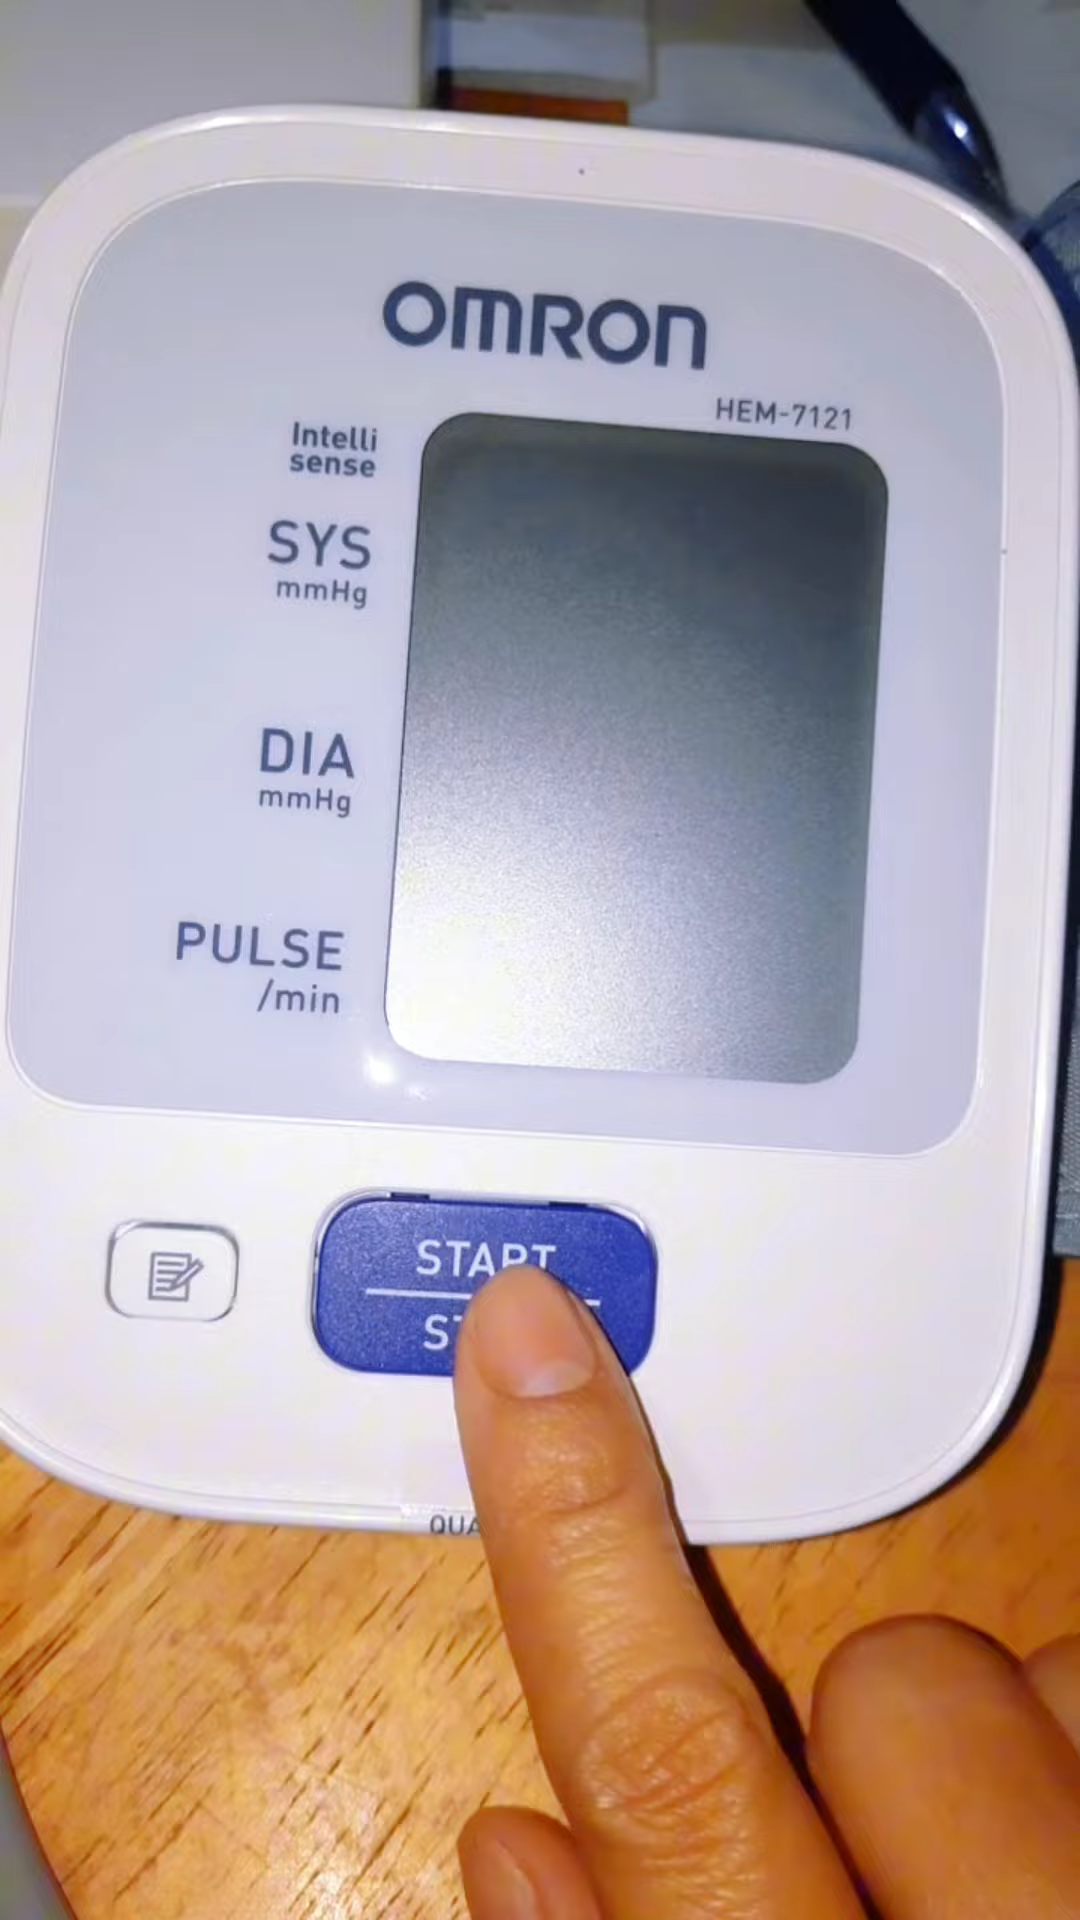 OMRON
HEM-7121
Intelli
sense
SYS
mmHg
DIA
mmHg
PULSE
/min
START